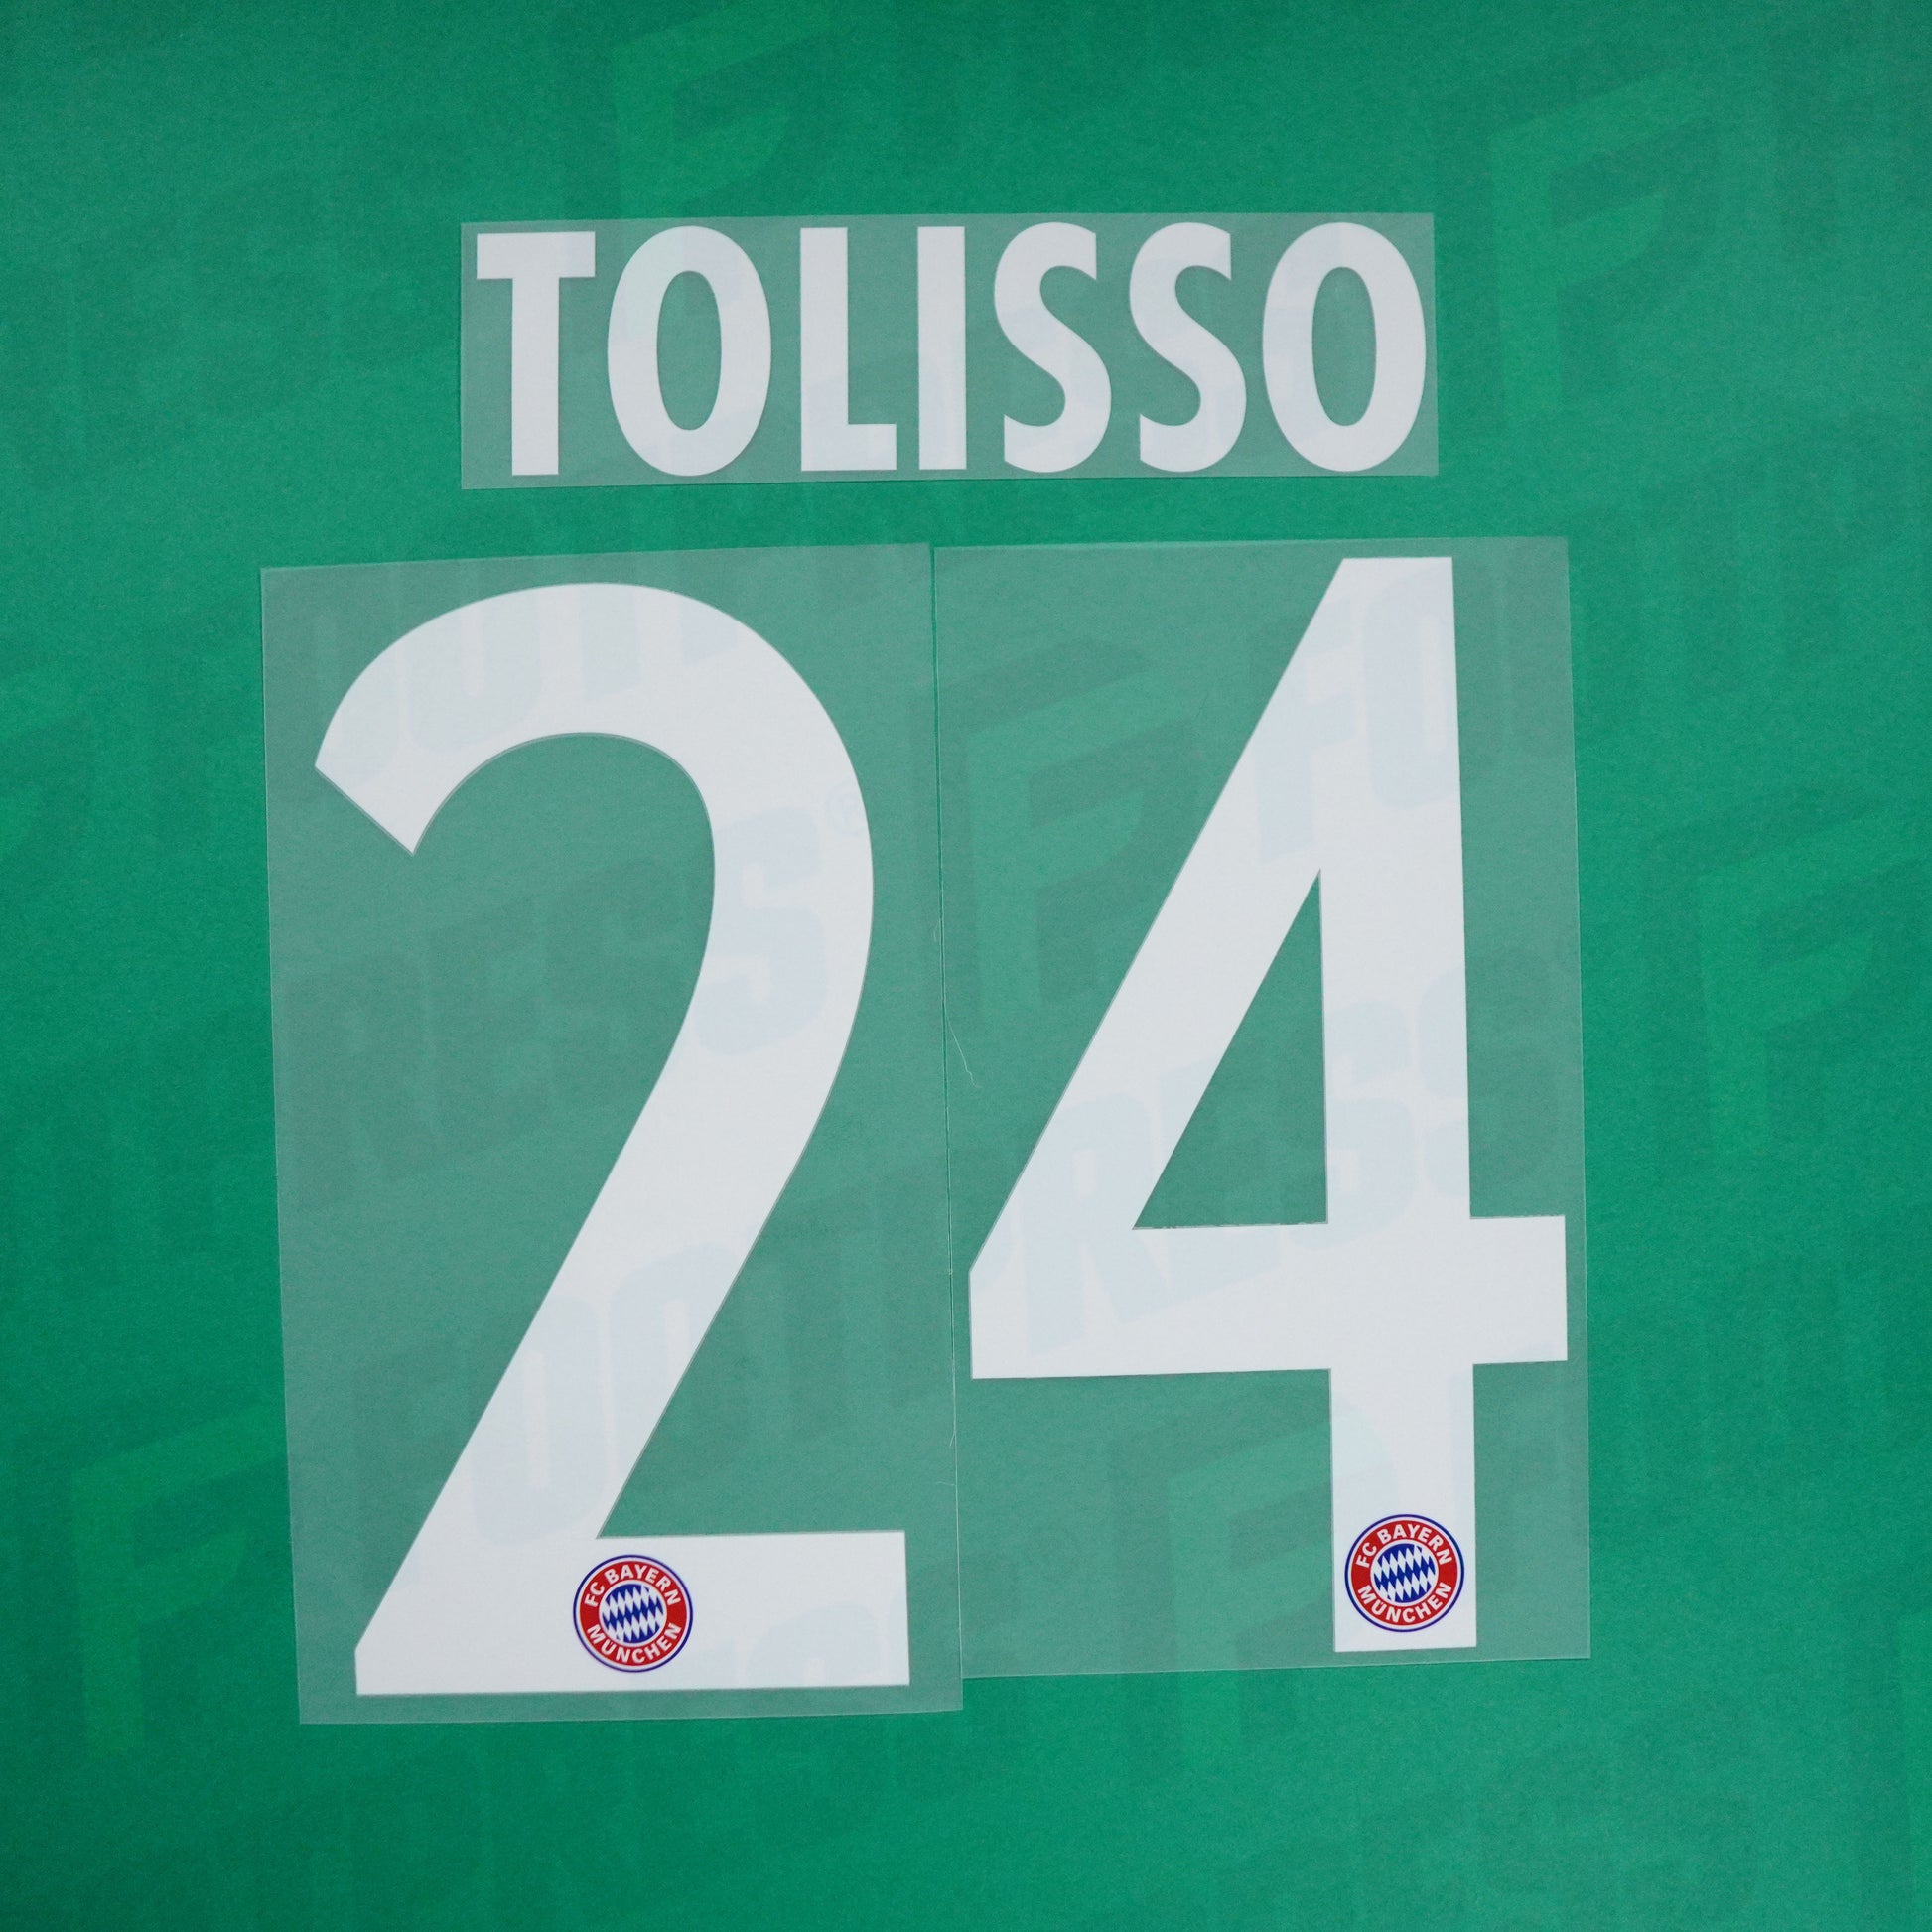 TOLISSO
24
FC BAYERN
MÜNCHEN
FC BAYERN
MÜNCHEN